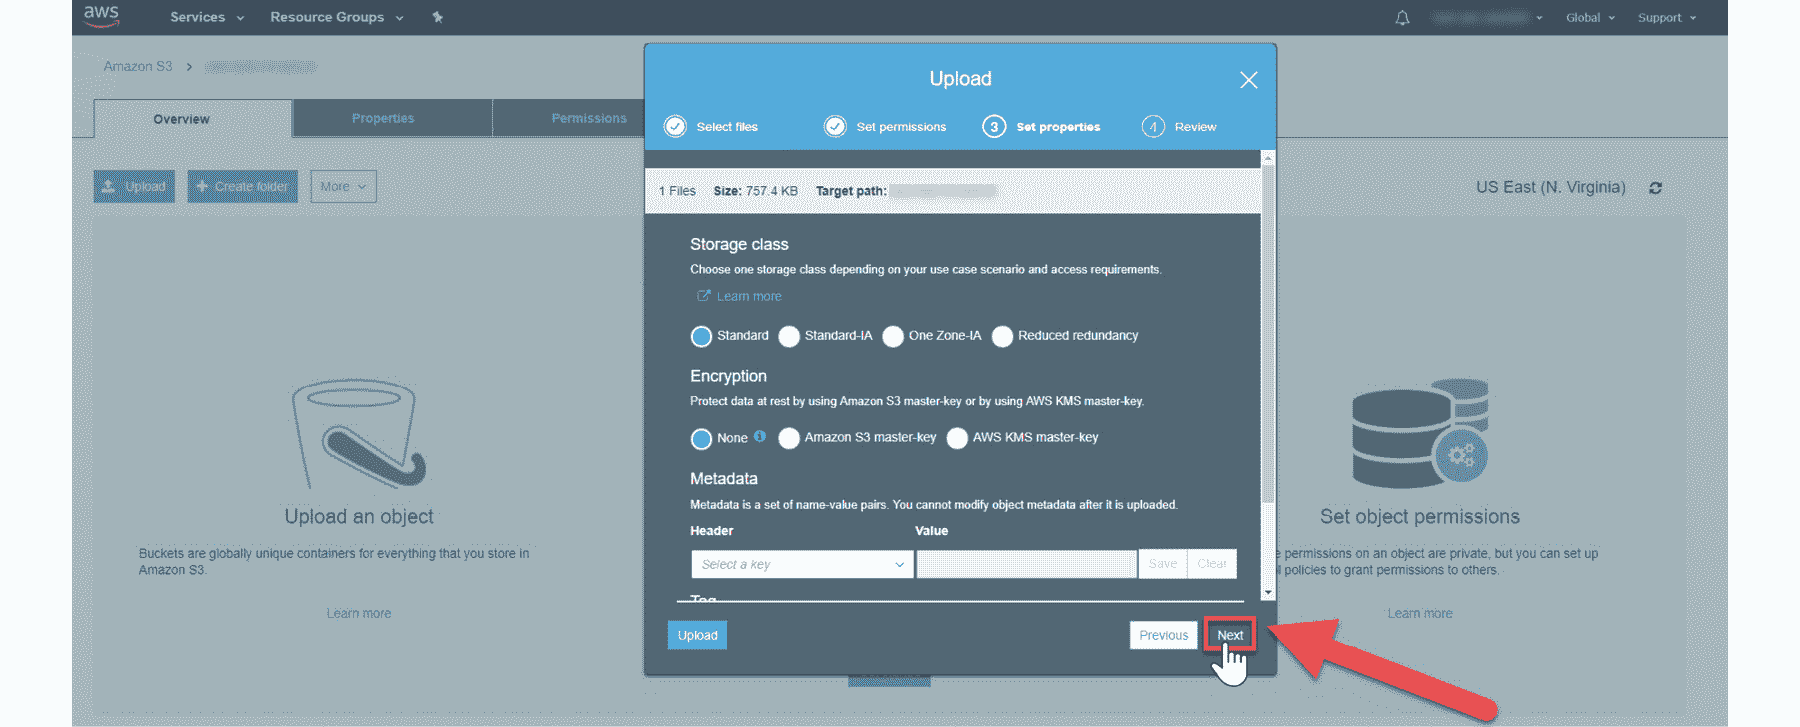 aws Services Resource Groups Global Support
Amazon S3
Overview Properties Permissions
Upload Create folder More
US East (N. Virginia)
Upload an object
Buckets are globally unique containers for everything that you store in
Amazon S3.
Learn more
Upload
Select files Set permissions 3 Set properties 4 Review
1 Files Size: 757.4 KB Target path:
Storage class
Choose one storage class depending on your use case scenario and access requirements.
Learn more
Standard Standard-IA One Zone-IA Reduced redundancy
Encryption
Protect data at rest by using Amazon S3 master-key or by using AWS KMS master-key.
None Amazon S3 master-key AWS KMS master-key
Metadata
Metadata is a set of name-value pairs. You cannot modify object metadata after it is uploaded.
Header Value
Select a key Save Clear
Tag
Upload Previous Next
Set object permissions
permissions on an object are private, but you can set up
policies to grant permissions to others.
Learn more